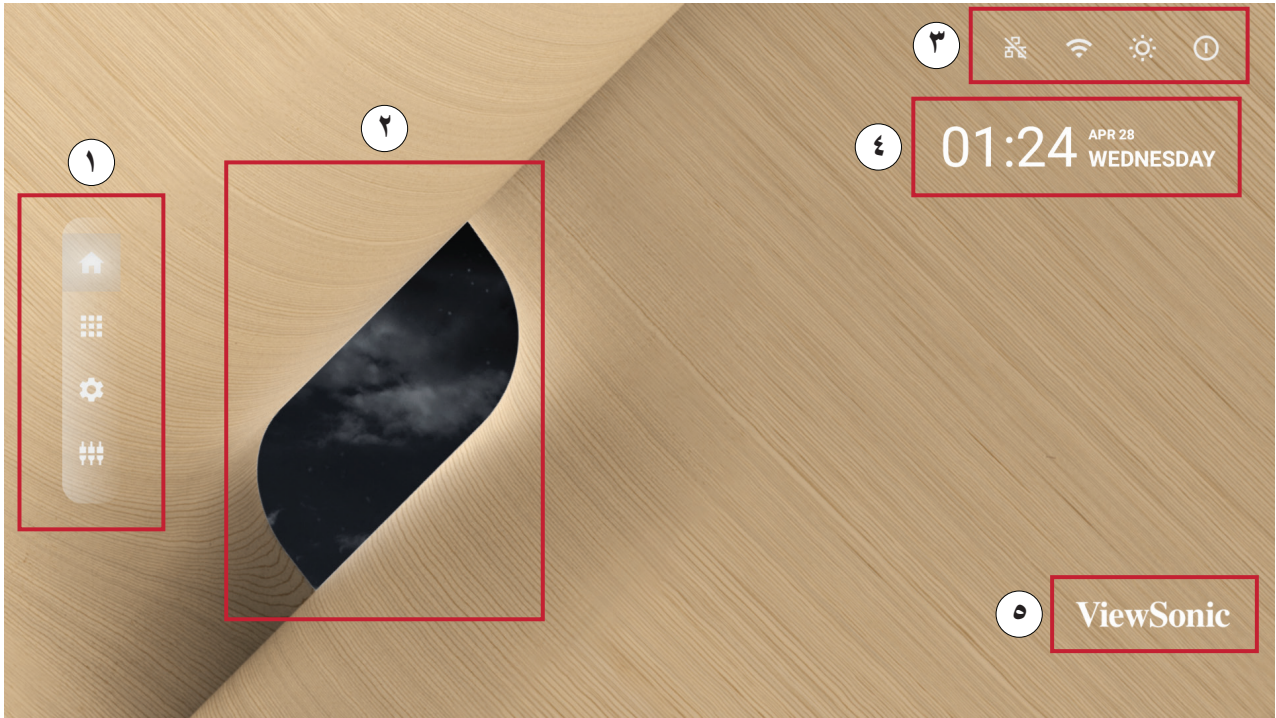 ٣
٤
01:24
APR 28
WEDNESDAY
٢
١
٥
ViewSonic